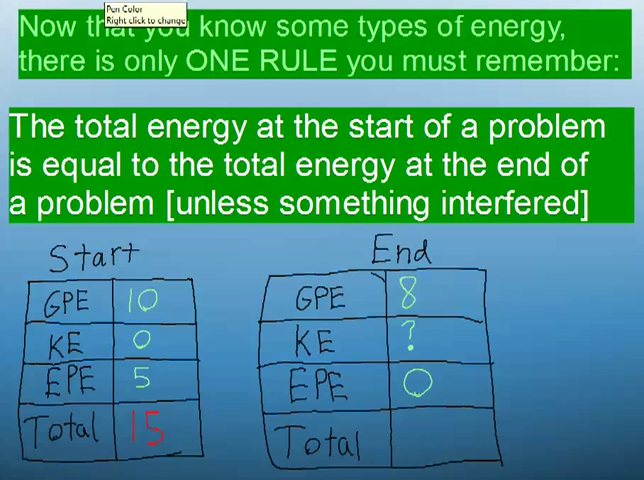 Pen Color
Right click to change
Now that you know some types of energy,
there is only ONE RULE you must remember:
The total energy at the start of a problem
is equal to the total energy at the end of
a problem [unless something interfered]
Start
GPE 10
KE 0
EPE 5
Total 15
End
GPE 8
KE ?
EPE 0
Total